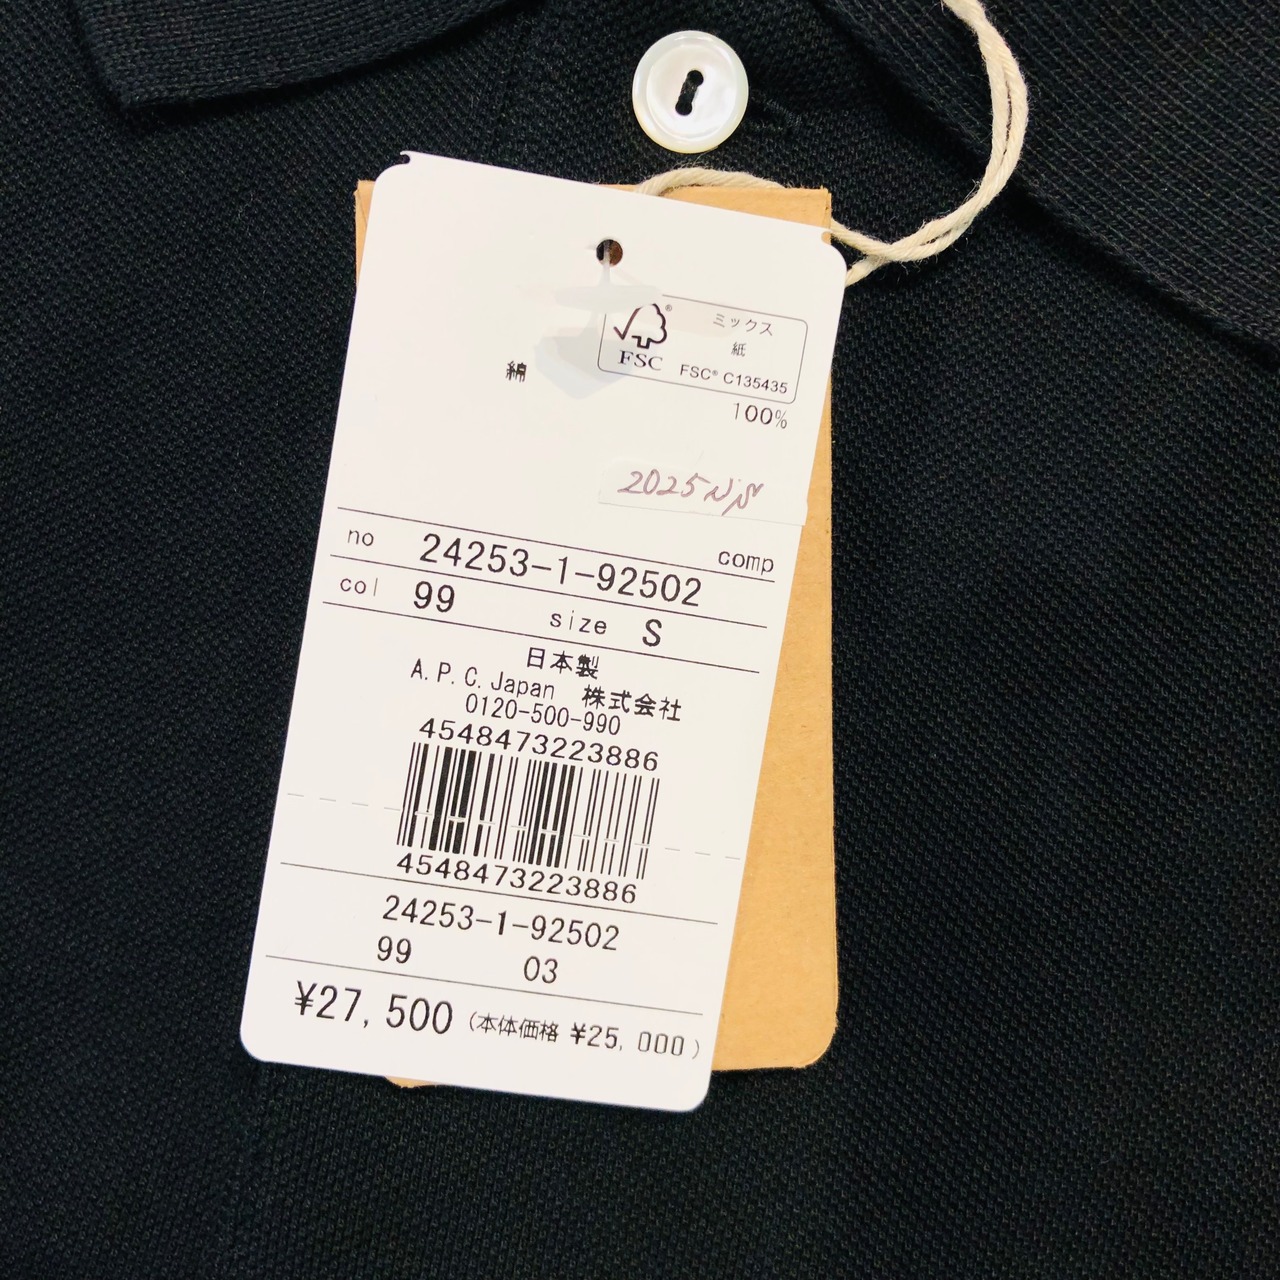 ミックス
紙
FSC® C135435
FSC
綿 100%
2025
no 24253-1-92502 comp
col 99 size S
日本製
A.P.C.Japan 株式会社
0120-500-990
4548473223886
4548473223886
24253-1-92502
99 03
¥27,500 (本体価格 ¥25,000)